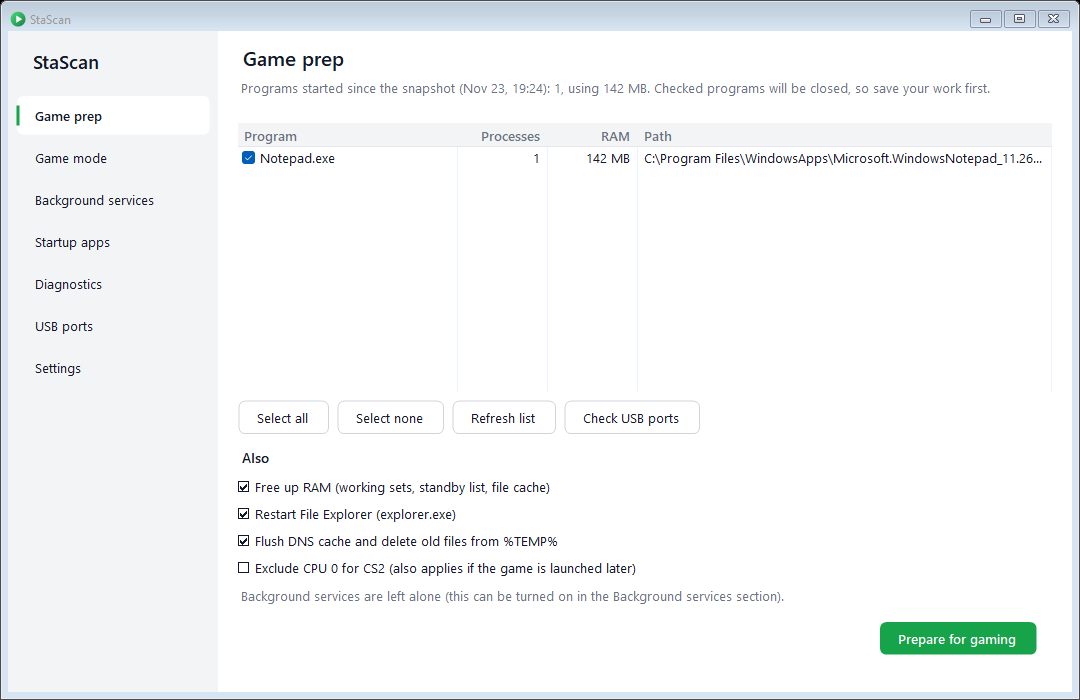 StaScan
StaScan
Game prep
Game mode
Background services
Startup apps
Diagnostics
USB ports
Settings
Game prep
Programs started since the snapshot (Nov 23, 19:24): 1, using 142 MB. Checked programs will be closed, so save your work first.
Program Processes RAM Path
Notepad.exe 1 142 MB C:\Program Files\WindowsApps\Microsoft.WindowsNotepad_11.26...
Select all Select none Refresh list Check USB ports
Also
Free up RAM (working sets, standby list, file cache)
Restart File Explorer (explorer.exe)
Flush DNS cache and delete old files from %TEMP%
Exclude CPU 0 for CS2 (also applies if the game is launched later)
Background services are left alone (this can be turned on in the Background services section).
Prepare for gaming